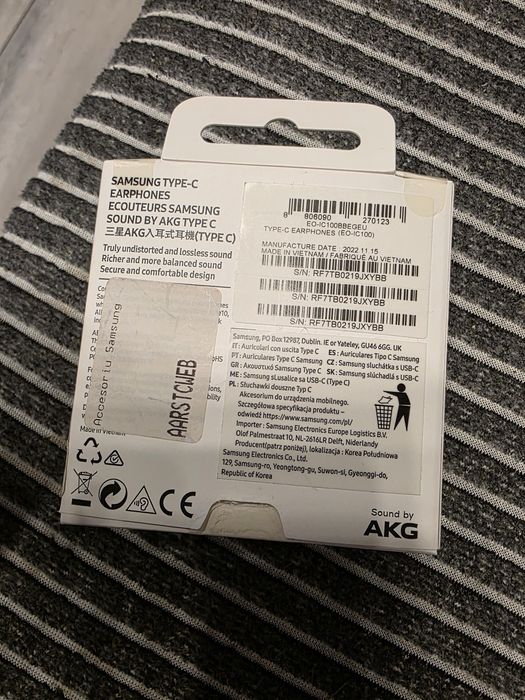 SAMSUNG TYPE-C
EARPHONES
ECOUTEURS SAMSUNG
SOUND BY AKG TYPE C
三星AKG入耳式耳機(TYPE C)
Truly undistorted and lossless sound
Richer and more balanced sound
Secure and comfortable design
Made in Vietnam
Accesoriu Samsung
AARSTCWEB
8 806090 270123
EO-IC100BBEGEU
TYPE-C EARPHONES (EO-IC100)
MANUFACTURE DATE : 2022.11.15
MADE IN VIETNAM / FABRIQUÉ AU VIETNAM
S/N: RF7TB0219JXYBB
S/N: RF7TB0219JXYBB
S/N: RF7TB0219JXYBB
Samsung, PO Box 12987, Dublin. IE or Yateley, GU46 6GG. UK
IT : Auricolari con uscita Type C ES : Auriculares Tipo C Samsung
PT : Auriculares Type C Samsung CZ : Samsung sluchátka s USB-C
GR : Ακουστικά Samsung Type C SK : Samsung slúchadlá s USB-C
ME : Samsung sLusalice sa USB-C (Type C)
PL : Słuchawki douszne Typ C
Akcesorium do urządzenia mobilnego.
Szczegółowa specyfikacja produktu –
odwiedź https://www.samsung.com/pl/
Importer : Samsung Electronics Europe Logistics B.V.
Olof Palmestraat 10, NL-2616LR Delft, Niderlandy
Producent(patrz poniżej), lokalizacja : Korea Południowa
Samsung Electronics Co., Ltd.
129, Samsung-ro, Yeongtong-gu, Suwon-si, Gyeonggi-do,
Republic of Korea
CE
Sound by
AKG